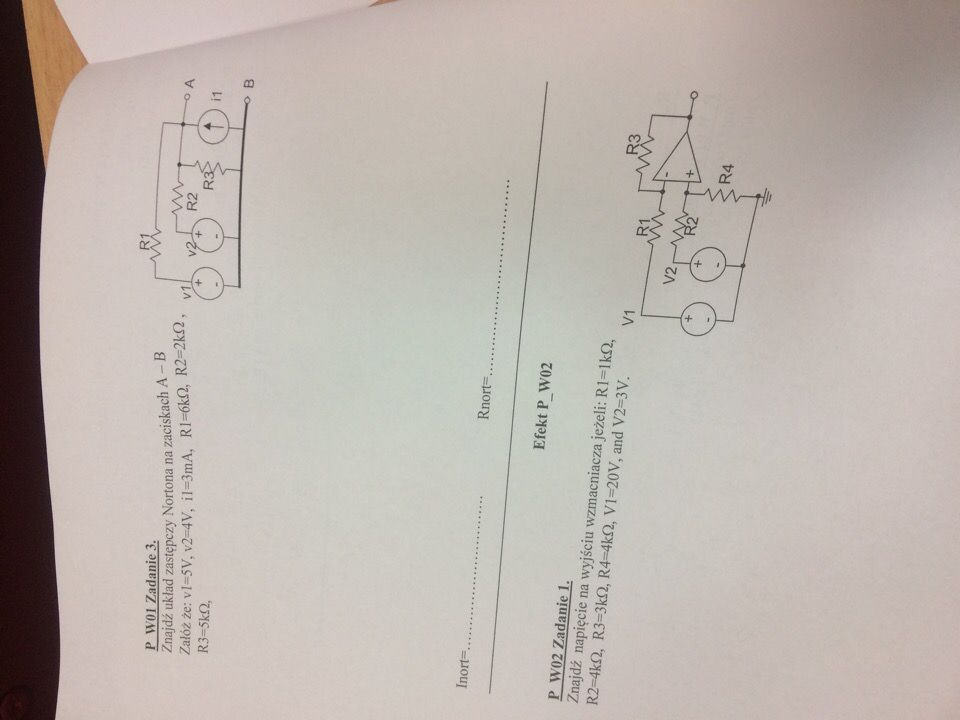 P_W01 Zadanie 3.
Znajdź układ zastępczy Nortona na zaciskach A – B
Załóż że: v1=5V, v2=4V, i1=3mA, R1=6kΩ, R2=2kΩ ,
R3=5kΩ,
v1
+
-
R1
v2
+
-
R2
R3
i1
A
B
Inort=........................... Rnort=...................................
Efekt P_W02
P_W02 Zadanie 1.
Znajdź napięcie na wyjściu wzmacniacza jeżeli: R1=1kΩ,
R2=4kΩ, R3=3kΩ, R4=4kΩ, V1=20V, and V2=3V.
V1
+
-
V2
+
-
R1
R2
R3
-
+
R4